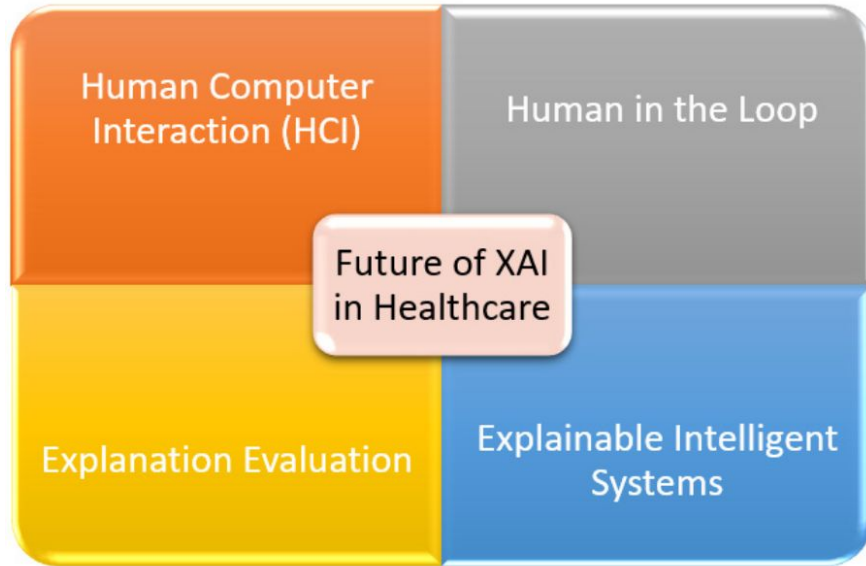 Human Computer
Interaction (HCI)
Human in the Loop
Future of XAI
in Healthcare
Explanation Evaluation
Explainable Intelligent
Systems